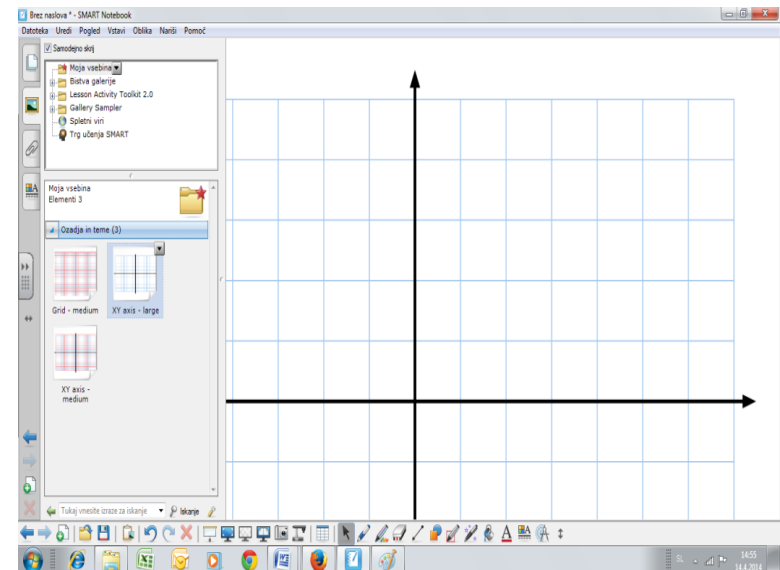 Brez naslova * - SMART Notebook
Datoteka Uredi Pogled Vstavi Oblika Nariši Pomoč
Samodejno skrij
Moja vsebina
Bistva galerije
Lesson Activity Toolkit 2.0
Gallery Sampler
Spletni viri
Trg učenja SMART
Moja vsebina
Elementi 3
Ozadja in teme (3)
Grid - medium
XY axis - large
XY axis -
medium
Tukaj vnesite izraze za iskanje
Iskanje
SL
14:55
14.4.2014